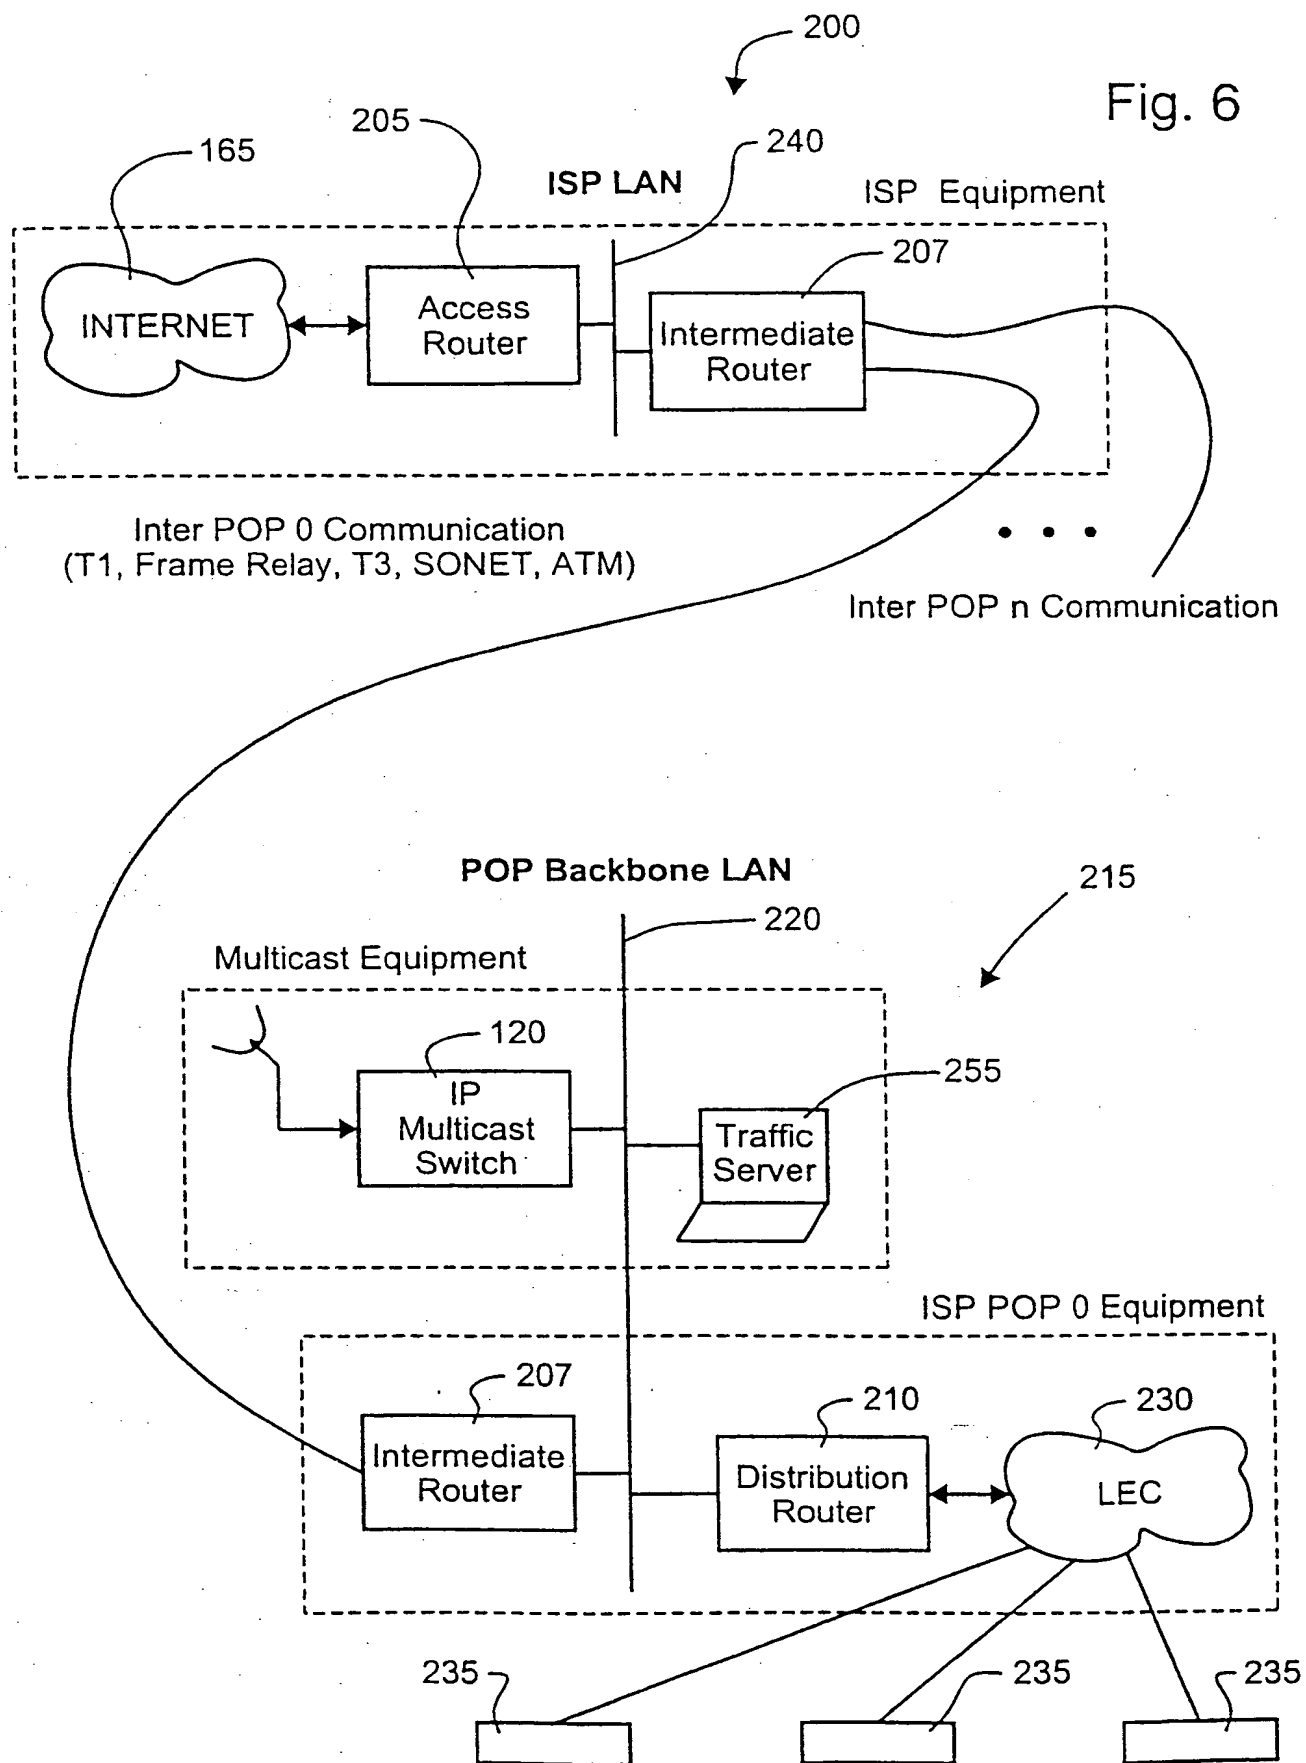 200
Fig. 6
205
240
165
ISP LAN
ISP Equipment
207
INTERNET
Access
Router
Intermediate
Router
Inter POP 0 Communication
(T1, Frame Relay, T3, SONET, ATM)
Inter POP n Communication
POP Backbone LAN
215
220
Multicast Equipment
120
255
IP
Multicast
Switch
Traffic
Server
ISP POP 0 Equipment
207
210
230
Intermediate
Router
Distribution
Router
LEC
235
235
235